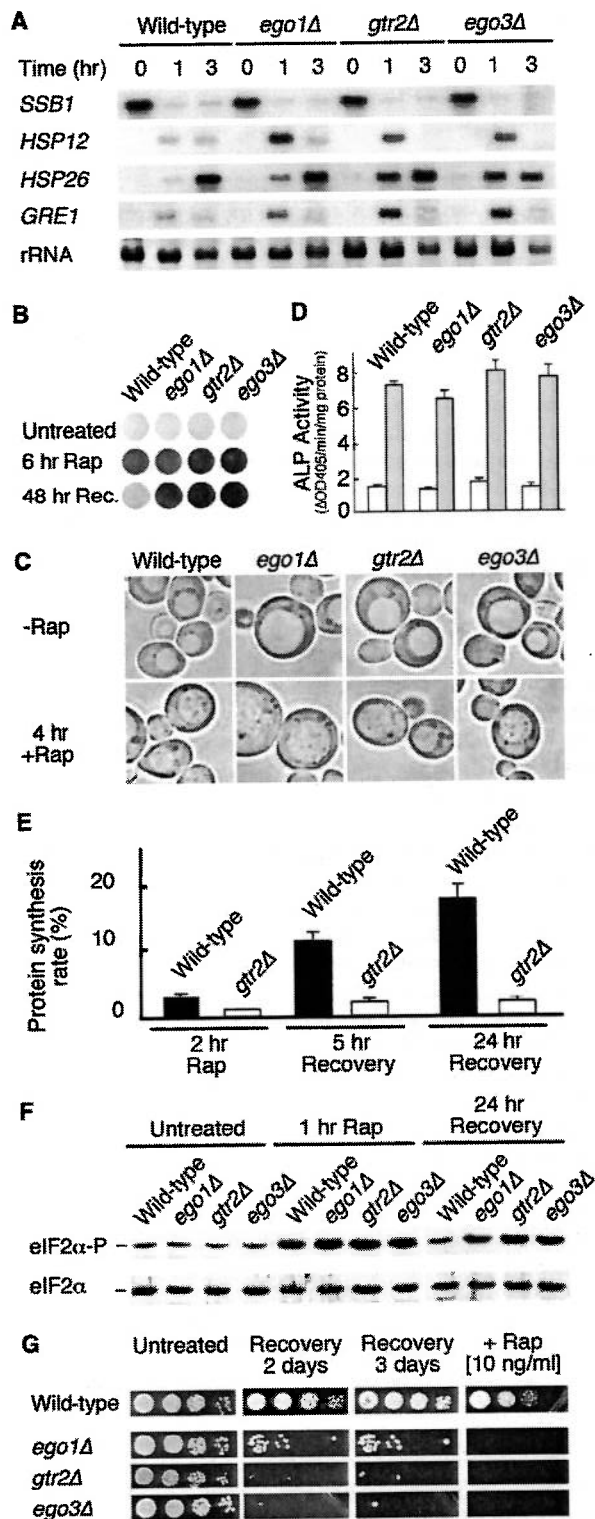 A
Wild-type ego1Δ gtr2Δ ego3Δ
Time (hr) 0 1 3 0 1 3 0 1 3 0 1 3
SSB1
HSP12
HSP26
GRE1
rRNA
B
Wild-type ego1Δ gtr2Δ ego3Δ
Untreated
6 hr Rap
48 hr Rec.
D
Wild-type ego1Δ gtr2Δ ego3Δ
ALP Activity
(ΔOD405/min/mg protein)
8
6
4
2
0
C
Wild-type ego1Δ gtr2Δ ego3Δ
-Rap
4 hr
+Rap
E
Protein synthesis
rate (%)
20
10
0
Wild-type gtr2Δ Wild-type gtr2Δ Wild-type gtr2Δ
2 hr
Rap
5 hr
Recovery
24 hr
Recovery
F
Untreated 1 hr Rap 24 hr
Recovery
Wild-type ego1Δ gtr2Δ ego3Δ Wild-type ego1Δ gtr2Δ ego3Δ Wild-type ego1Δ gtr2Δ ego3Δ
eIF2α-P
eIF2α
G
Untreated Recovery
2 days Recovery
3 days + Rap
[10 ng/ml]
Wild-type
ego1Δ
gtr2Δ
ego3Δ